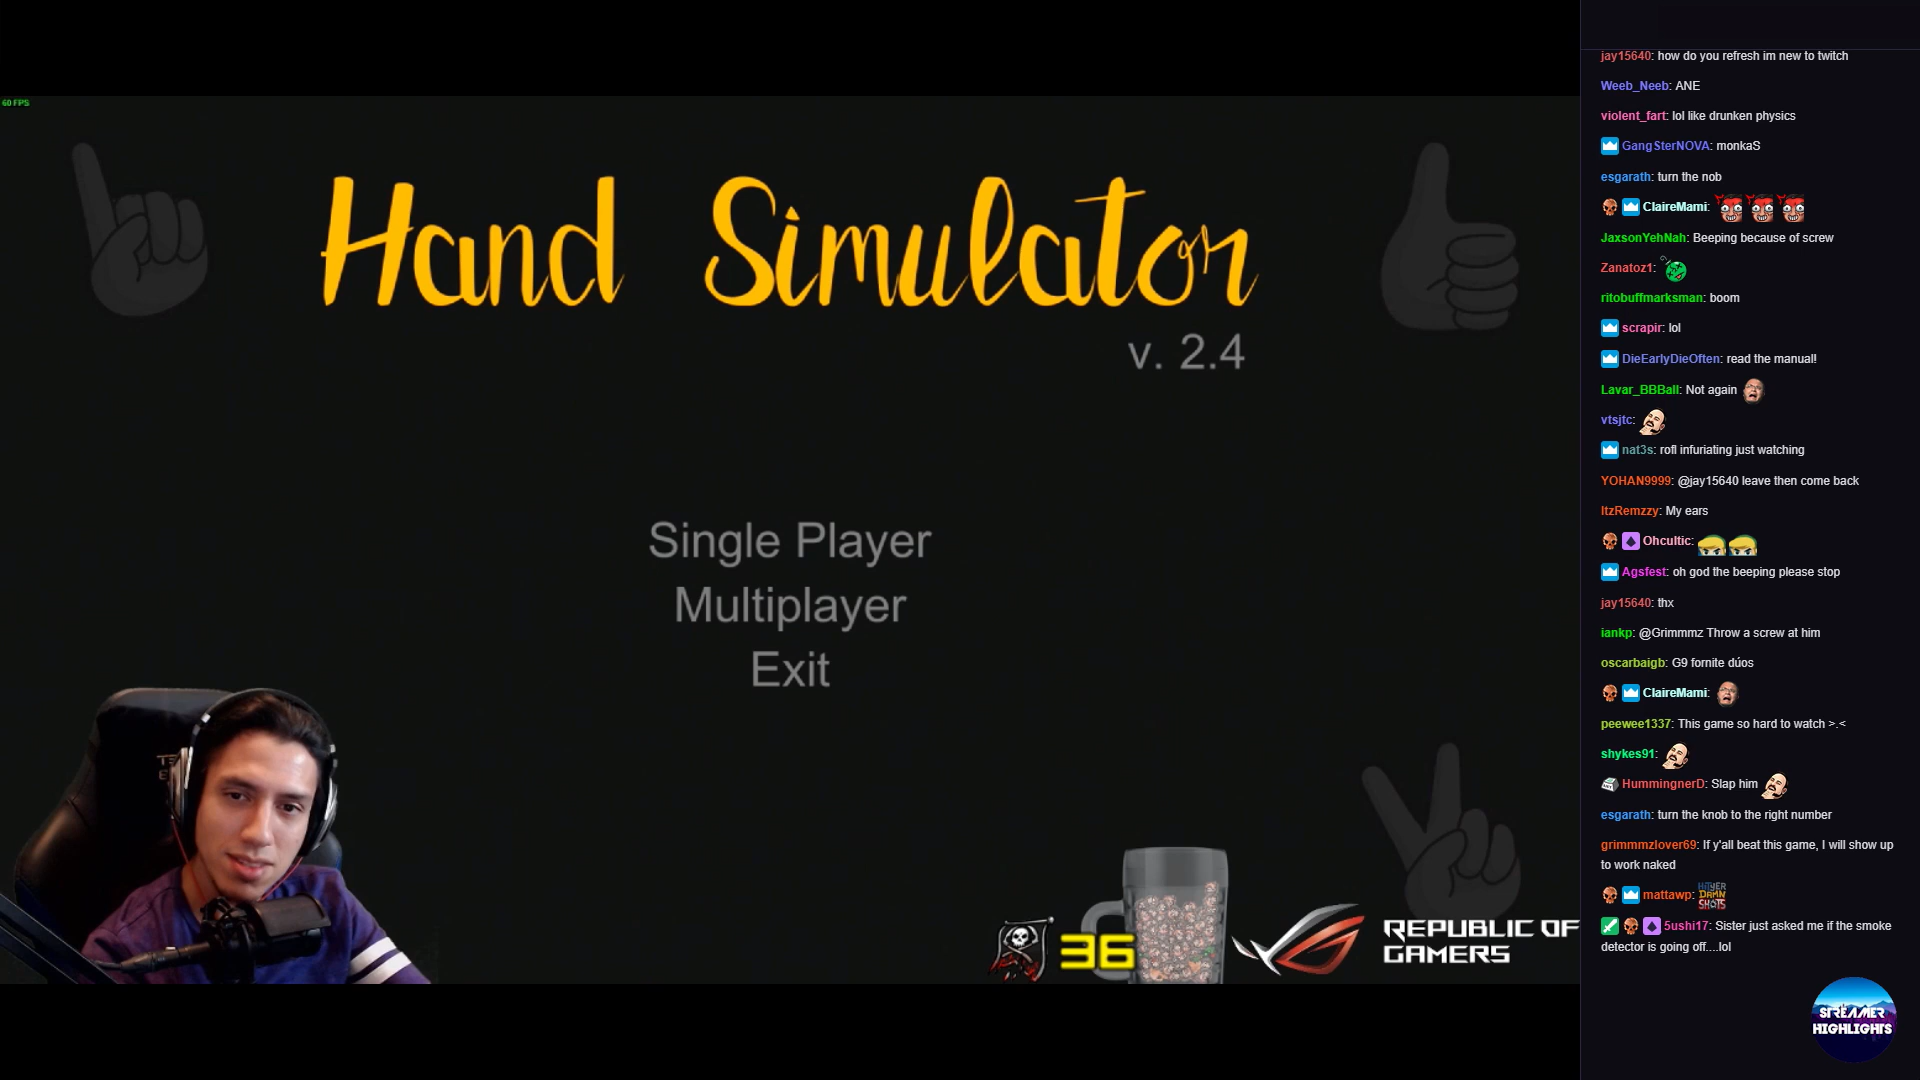 60 FPS
Hand Simulator
v. 2.4
Single Player
Multiplayer
Exit
36
REPUBLIC OF
GAMERS
jay15640: how do you refresh im new to twitch
Weeb_Neeb: ANE
violent_fart: lol like drunken physics
GangSterNOVA: monkaS
esgarath: turn the nob
ClaireMami:
JaxsonYehNah: Beeping because of screw
Zanatoz1:
ritobuffmarksman: boom
scrapir: lol
DieEarlyDieOften: read the manual!
Lavar_BBBall: Not again
vtsjtc:
nat3s: rofl infuriating just watching
YOHAN9999: @jay15640 leave then come back
ItzRemzzy: My ears
Ohcultic:
Agsfest: oh god the beeping please stop
jay15640: thx
iankp: @Grimmmz Throw a screw at him
oscarbaigb: G9 fornite dúos
ClaireMami:
peewee1337: This game so hard to watch >.<
shykes91:
HummingnerD: Slap him
esgarath: turn the knob to the right number
grimmmzlover69: If y'all beat this game, I will show up
to work naked
mattawp: HITYER
DAMN
SHOTS
5ushi17: Sister just asked me if the smoke
detector is going off....lol
STREAMER
HIGHLIGHTS